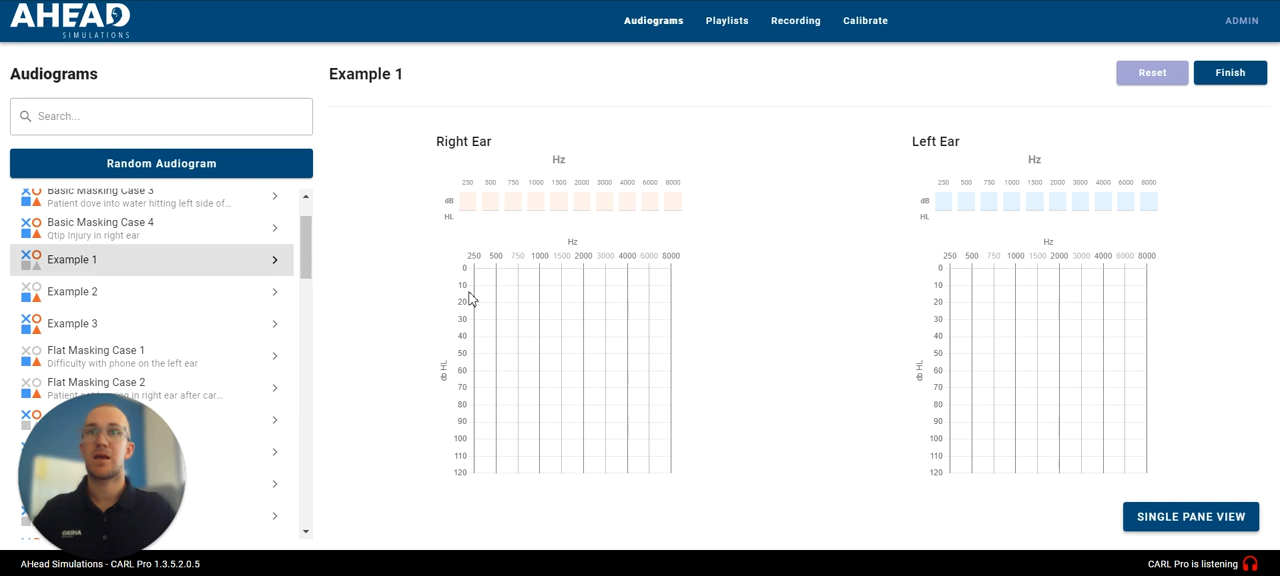 AHEAD
SIMULATIONS
Audiograms Playlists Recording Calibrate
ADMIN
Audiograms
Search...
Random Audiogram
Basic Masking Case 3
Patient dove into water hitting left side of...
Basic Masking Case 4
Qtip Injury in right ear
Example 1
Example 2
Example 3
Flat Masking Case 1
Difficulty with phone on the left ear
Flat Masking Case 2
Example 1
Reset
Finish
Right Ear
Hz
250 500 750 1000 1500 2000 3000 4000 6000 8000
dB
HL
Hz
250 500 750 1000 1500 2000 3000 4000 6000 8000
0
10
20
30
40
50
60
70
80
90
100
110
120
db HL
Left Ear
Hz
250 500 750 1000 1500 2000 3000 4000 6000 8000
dB
HL
Hz
250 500 750 1000 1500 2000 3000 4000 6000 8000
0
10
20
30
40
50
60
70
80
90
100
110
120
db HL
SINGLE PANE VIEW
AHead Simulations - CARL Pro 1.3.5.2.0.5
CARL Pro is listening